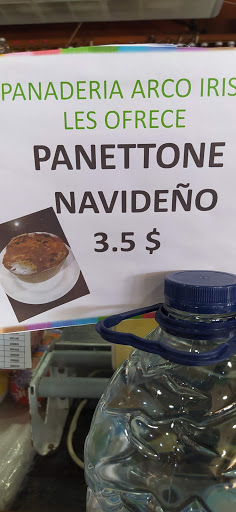 PANADERIA ARCO IRIS
LES OFRECE
PANETTONE
NAVIDEÑO
3.5 $